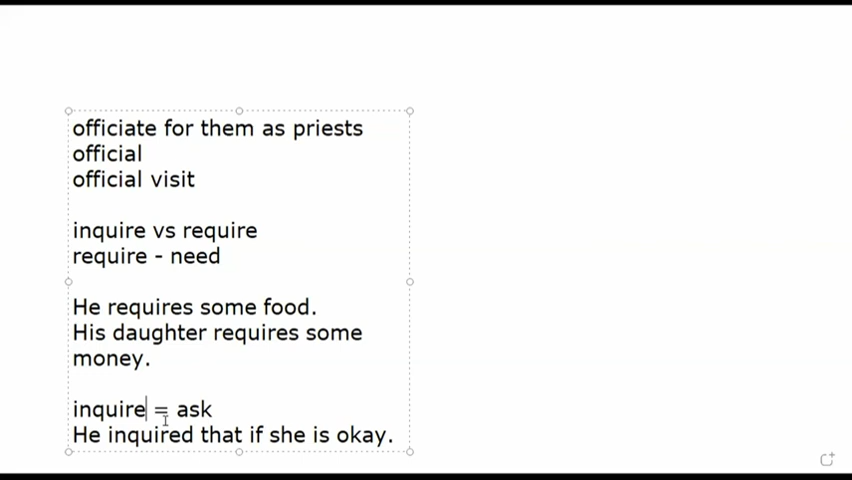 officiate for them as priests
official
official visit
inquire vs require
require - need
He requires some food.
His daughter requires some
money.
inquire = ask
He inquired that if she is okay.